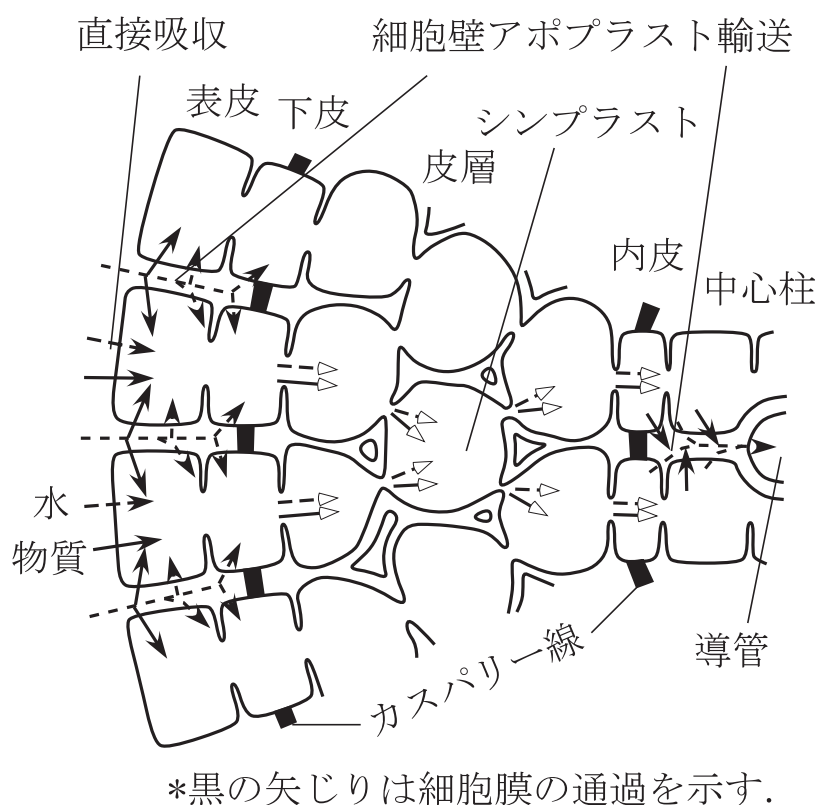 直接吸収
細胞壁アポプラスト輸送
表皮
下皮
シンプラスト
皮層
内皮
中心柱
水
物質
導管
カスパリー線
*黒の矢じりは細胞膜の通過を示す.